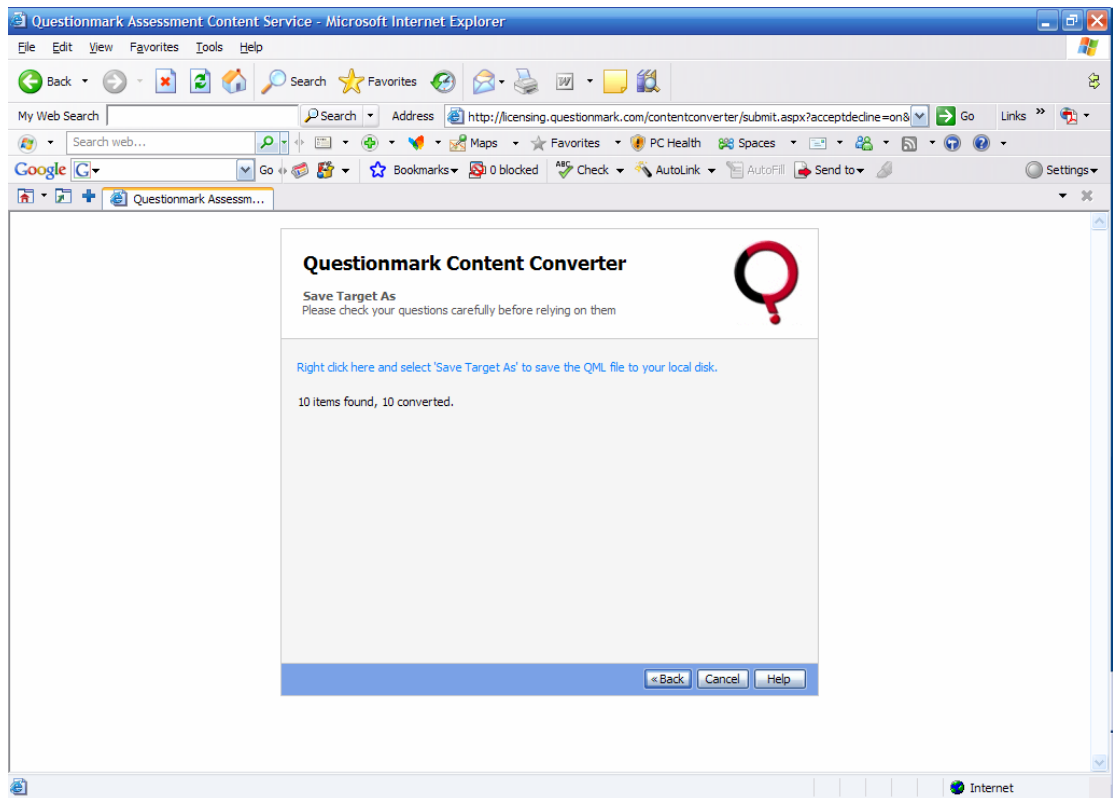 Questionmark Assessment Content Service - Microsoft Internet Explorer
File Edit View Favorites Tools Help
Back Search Favorites
My Web Search Search Address http://licensing.questionmark.com/contentconverter/submit.aspx?acceptdecline=on& Go Links »
Search web... Maps Favorites PC Health Spaces
Google G Go Bookmarks 0 blocked ABC Check AutoLink AutoFill Send to Settings
Questionmark Assessm...
Questionmark Content Converter
Save Target As
Please check your questions carefully before relying on them
Right click here and select 'Save Target As' to save the QML file to your local disk.
10 items found, 10 converted.
« Back Cancel Help
Internet